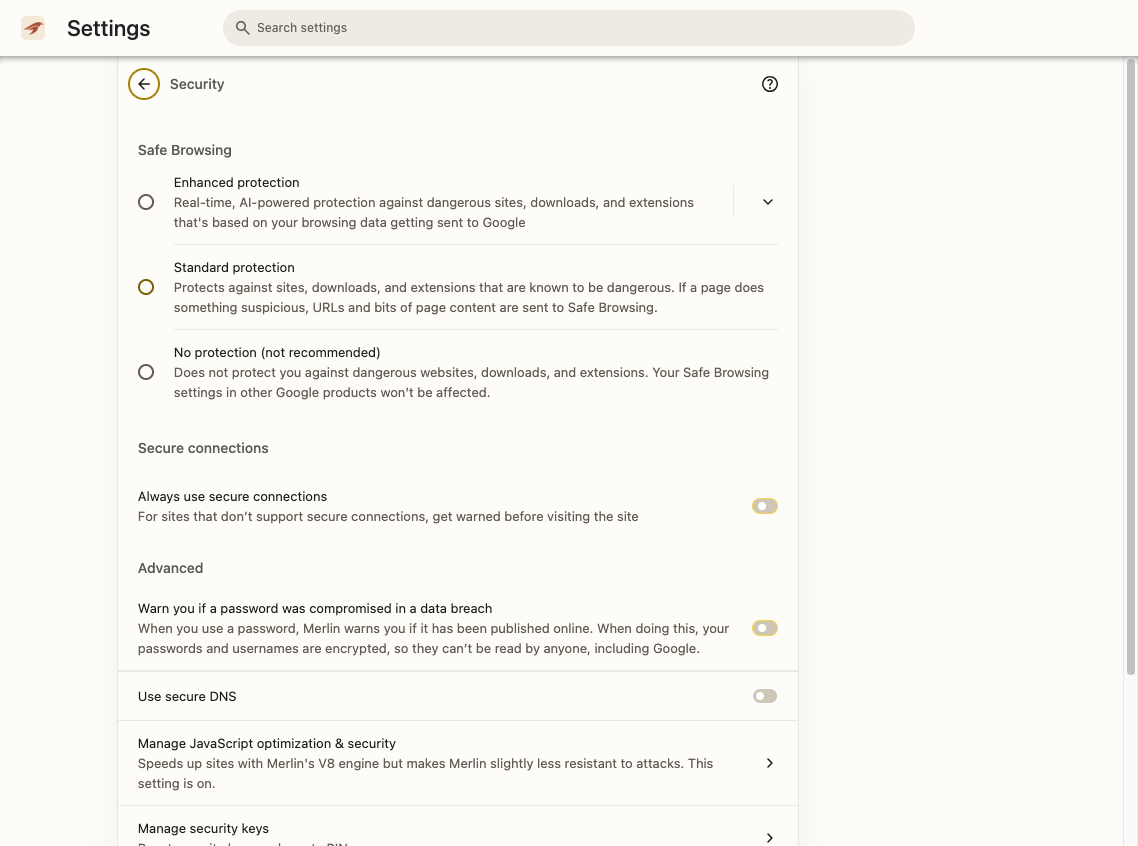 Settings
Search settings
Security
Safe Browsing
Enhanced protection
Real-time, AI-powered protection against dangerous sites, downloads, and extensions
that's based on your browsing data getting sent to Google
Standard protection
Protects against sites, downloads, and extensions that are known to be dangerous. If a page does
something suspicious, URLs and bits of page content are sent to Safe Browsing.
No protection (not recommended)
Does not protect you against dangerous websites, downloads, and extensions. Your Safe Browsing
settings in other Google products won't be affected.
Secure connections
Always use secure connections
For sites that don’t support secure connections, get warned before visiting the site
Advanced
Warn you if a password was compromised in a data breach
When you use a password, Merlin warns you if it has been published online. When doing this, your
passwords and usernames are encrypted, so they can’t be read by anyone, including Google.
Use secure DNS
Manage JavaScript optimization & security
Speeds up sites with Merlin's V8 engine but makes Merlin slightly less resistant to attacks. This
setting is on.
Manage security keys